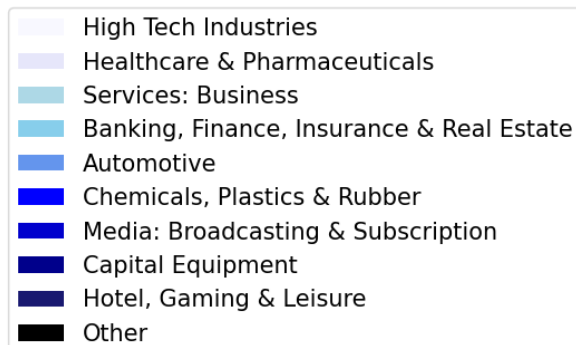 High Tech Industries
Healthcare & Pharmaceuticals
Services: Business
Banking, Finance, Insurance & Real Estate
Automotive
Chemicals, Plastics & Rubber
Media: Broadcasting & Subscription
Capital Equipment
Hotel, Gaming & Leisure
Other